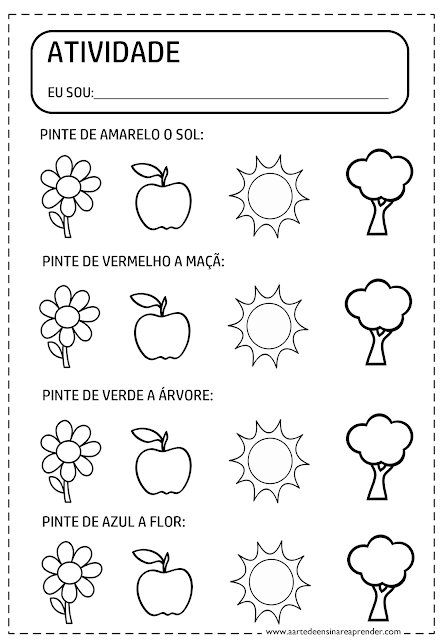 ATIVIDADE
EU SOU:
PINTE DE AMARELO O SOL:
PINTE DE VERMELHO A MAÇÃ:
PINTE DE VERDE A ÁRVORE:
PINTE DE AZUL A FLOR:
www.aartedeensinareaprender.com